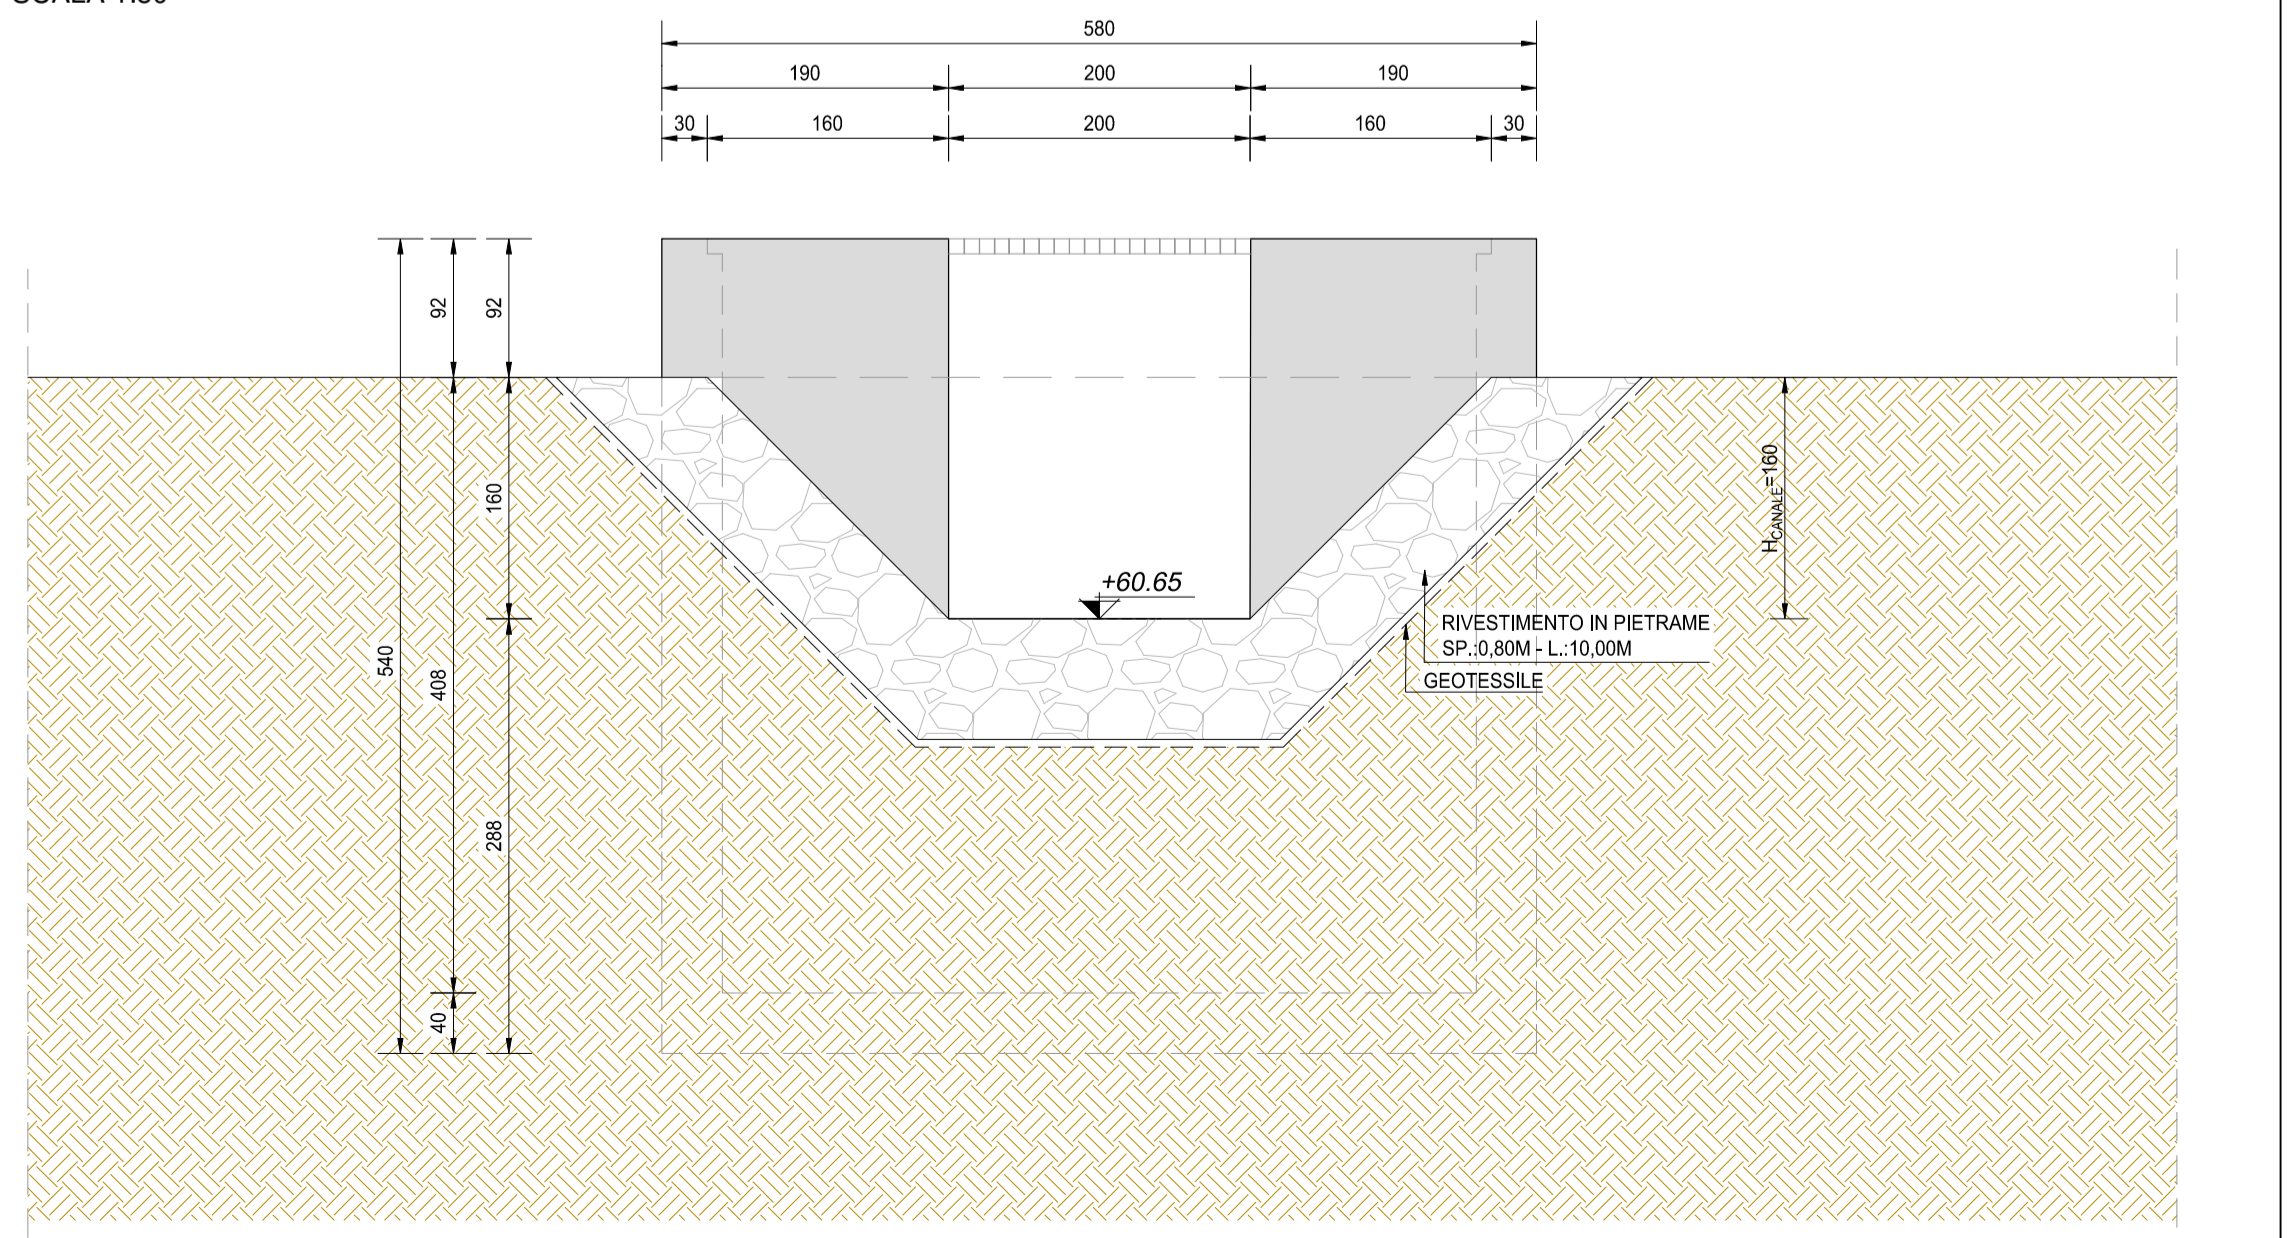 580
190 200 190
30 160 200 160 30
92 92
160
H_CANALE=160
+60.65
RIVESTIMENTO IN PIETRAME
SP.:0,80M - L.:10,00M
GEOTESSILE
540
408
288
40